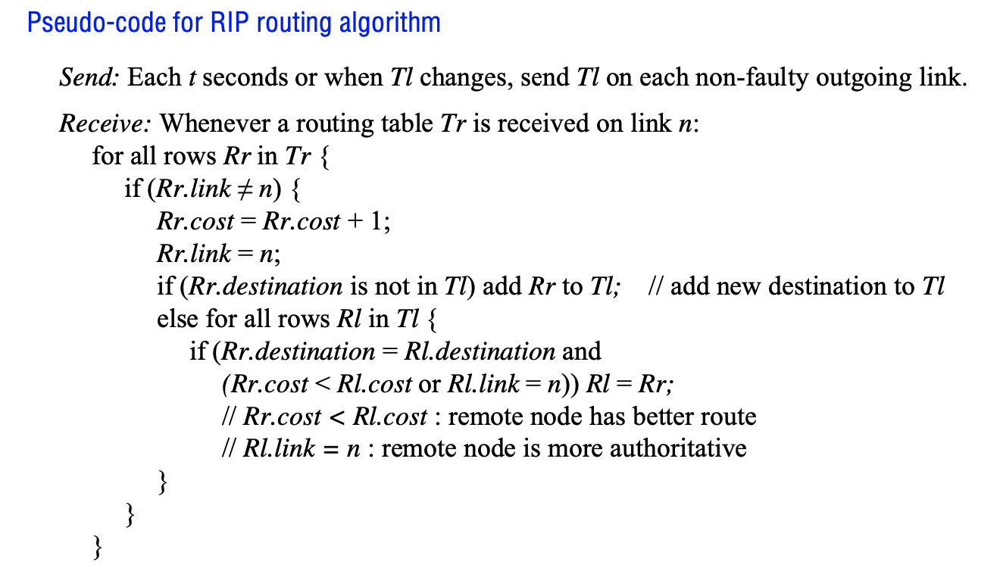 Pseudo-code for RIP routing algorithm
Send: Each t seconds or when Tl changes, send Tl on each non-faulty outgoing link.
Receive: Whenever a routing table Tr is received on link n:
for all rows Rr in Tr {
if (Rr.link ≠ n) {
Rr.cost = Rr.cost + 1;
Rr.link = n;
if (Rr.destination is not in Tl) add Rr to Tl; // add new destination to Tl
else for all rows Rl in Tl {
if (Rr.destination = Rl.destination and
(Rr.cost < Rl.cost or Rl.link = n)) Rl = Rr;
// Rr.cost < Rl.cost : remote node has better route
// Rl.link = n : remote node is more authoritative
}
}
}